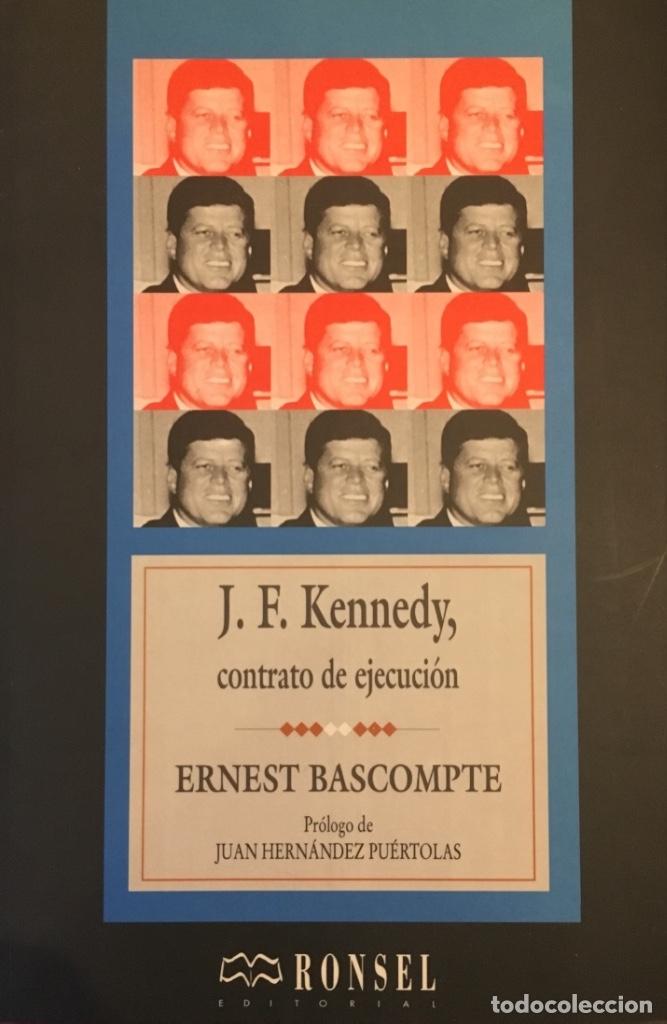 J. F. Kennedy,
contrato de ejecución
ERNEST BASCOMPTE
Prólogo de
JUAN HERNÁNDEZ PUÉRTOLAS
RONSEL
EDITORIAL
todocoleccion